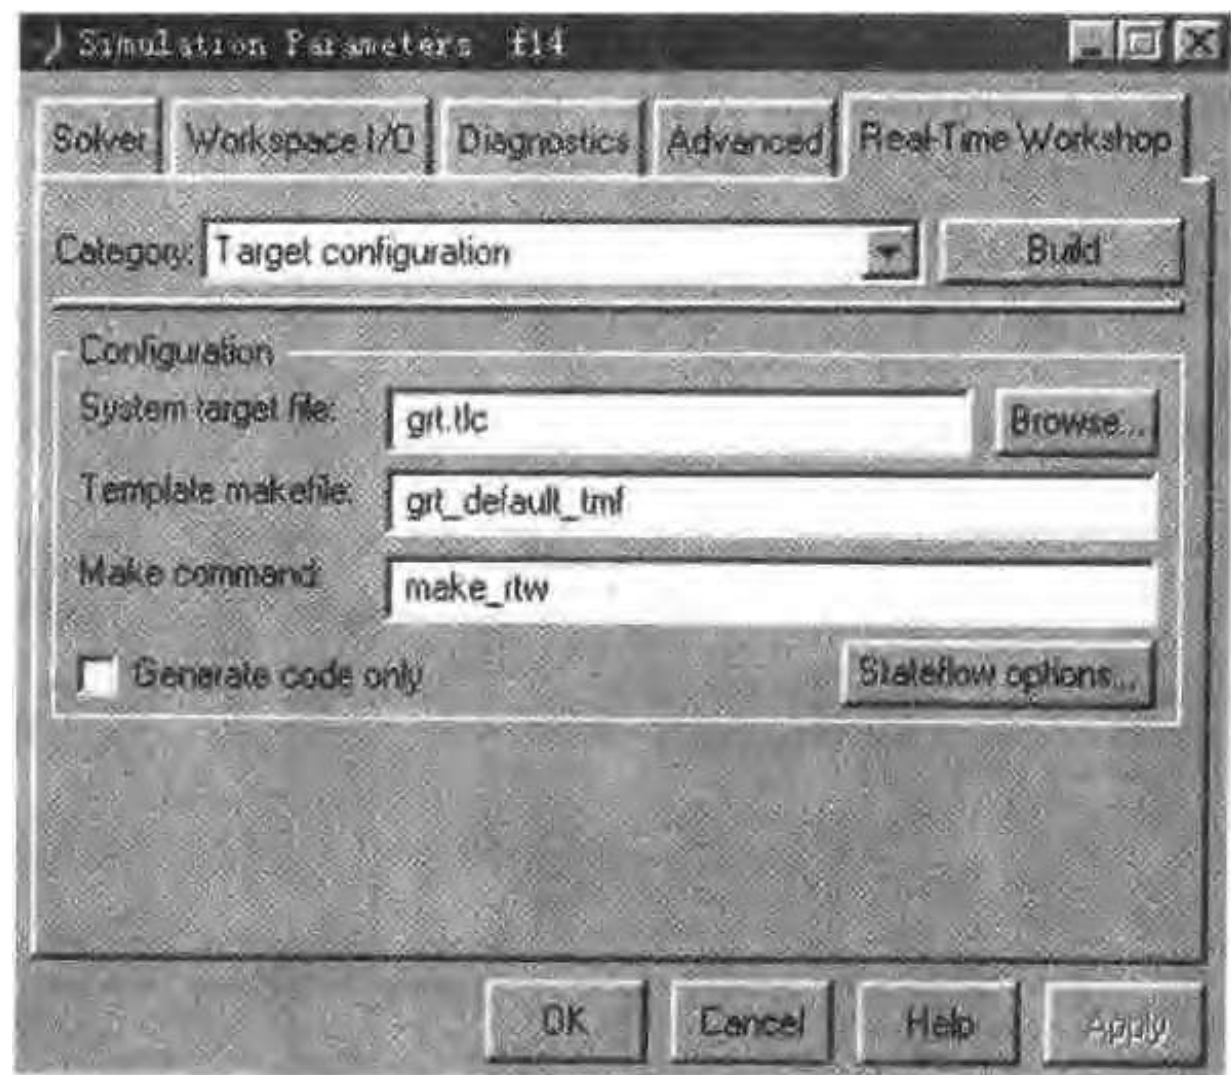 Simulation Parameters f14
Solver Workspace I/O Diagnostics Advanced Real-Time Workshop
Category: Target configuration Build
Configuration
System target file: grt.tlc Browse...
Template makefile: grt_default_tmf
Make command: make_rtw
Generate code only Stateflow options...
OK Cancel Help Apply